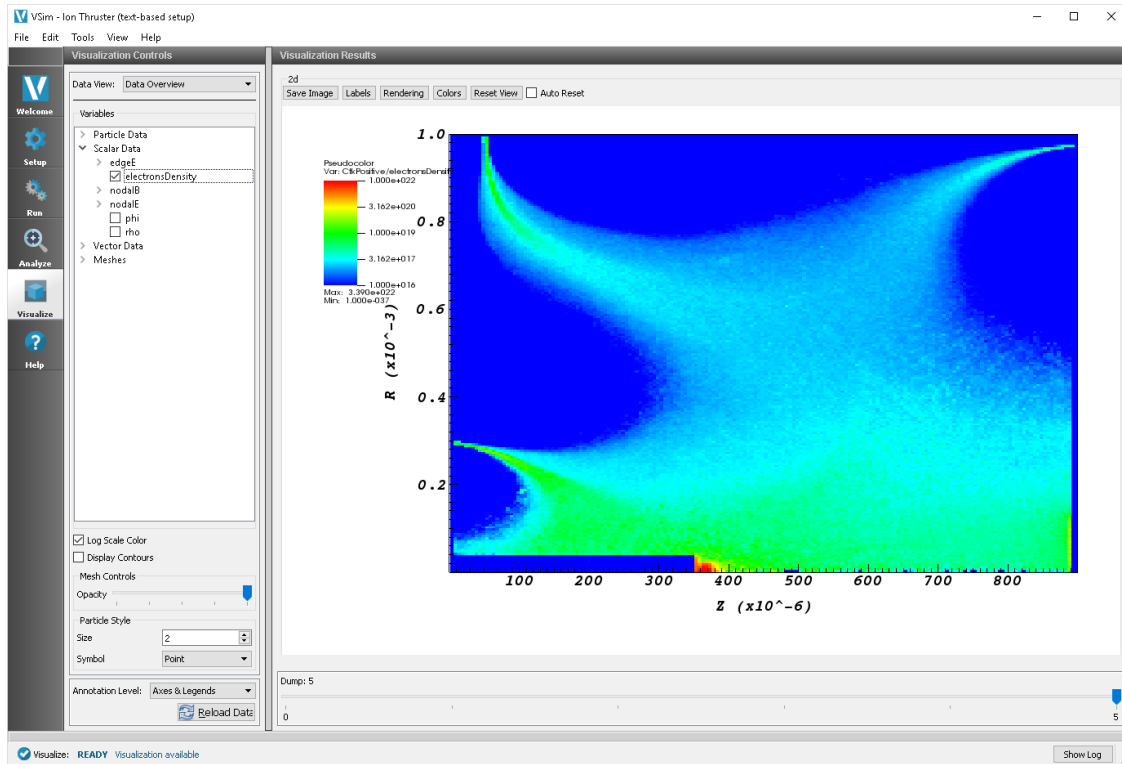 VSim - Ion Thruster (text-based setup)
File Edit Tools View Help
Visualization Controls
Visualization Results
Welcome
Setup
Run
Analyze
Visualize
Help
Data View: Data Overview
Variables
Particle Data
Scalar Data
edgeE
electronsDensity
nodalB
nodalE
phi
rho
Vector Data
Meshes
Log Scale Color
Display Contours
Mesh Controls
Opacity
Particle Style
Size 2
Symbol Point
Annotation Level: Axes & Legends
Reload Data
2d
Save Image Labels Rendering Colors Reset View Auto Reset
Pseudocolor
Var: CtkPositive/electronsDensity
1.000e+022
3.162e+020
1.000e+019
3.162e+017
1.000e+016
Max: 3.390e+022
Min: 1.000e-037
1.0
0.8
0.6
0.4
0.2
R (x10^-3)
100 200 300 400 500 600 700 800
Z (x10^-6)
Dump: 5
0 5
Visualize: READY Visualization available
Show Log